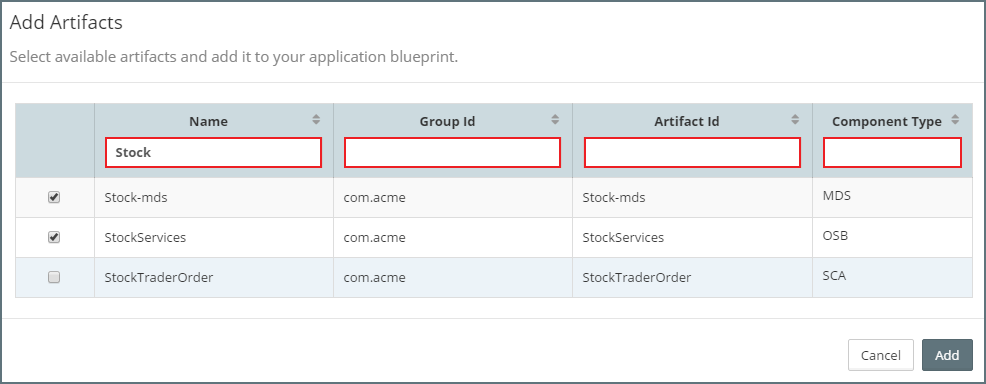 Add Artifacts
Select available artifacts and add it to your application blueprint.
Name Group Id Artifact Id Component Type
Stock
Stock-mds com.acme Stock-mds MDS
StockServices com.acme StockServices OSB
StockTraderOrder com.acme StockTraderOrder SCA
Cancel Add